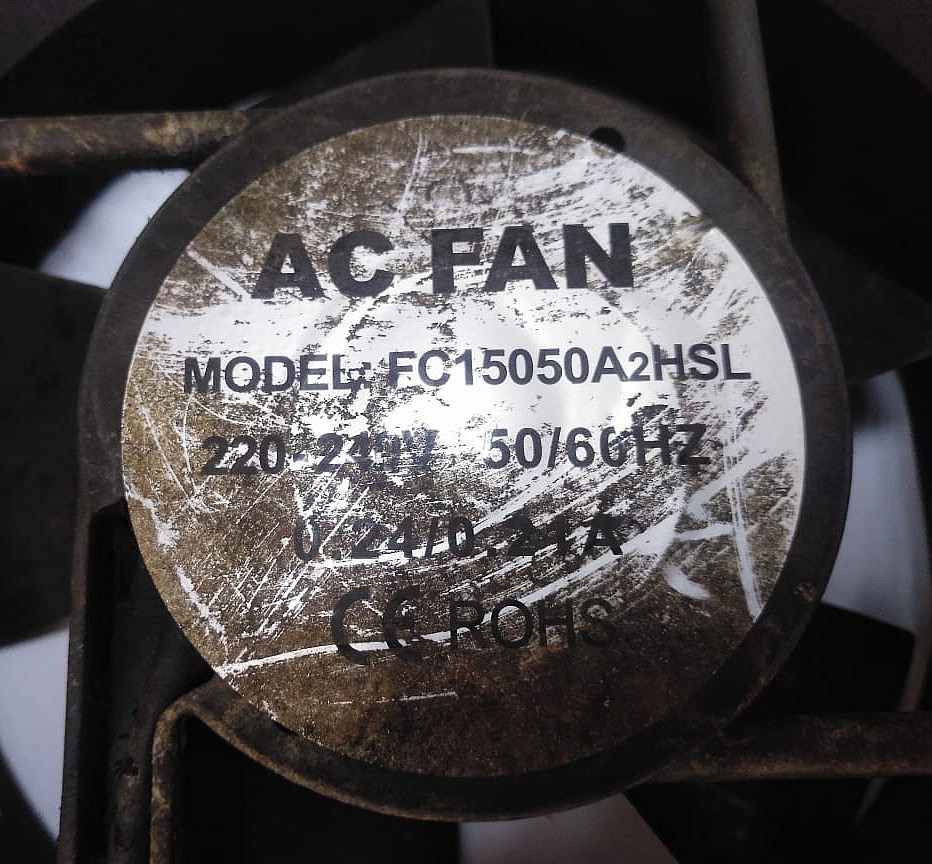 AC FAN
MODEL: FC15050A2HSL
220-240V 50/60HZ
0.24/0.21A
CE ROHS